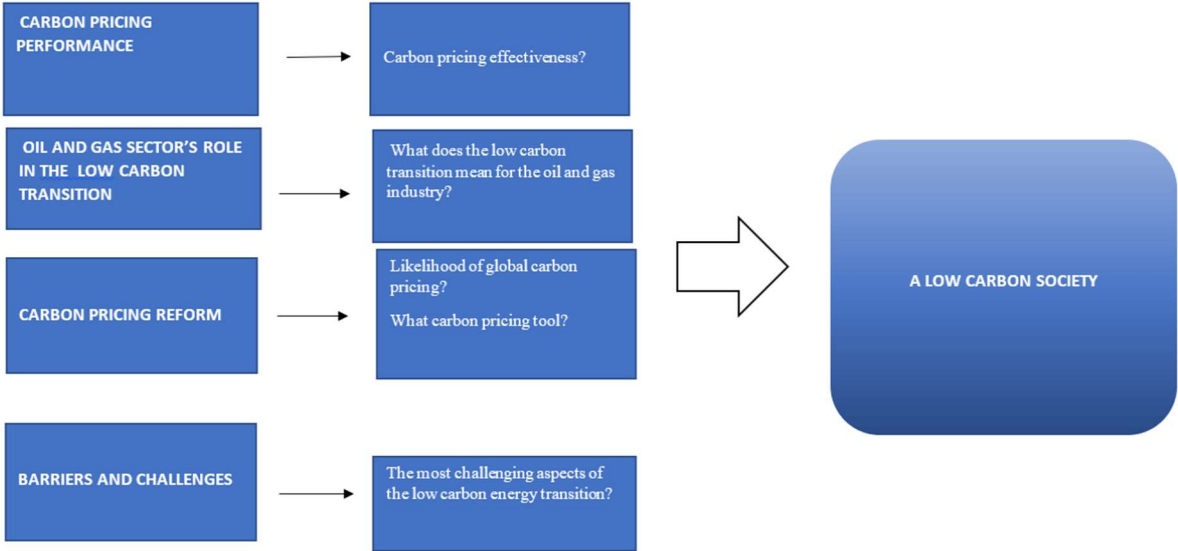 CARBON PRICING
PERFORMANCE
Carbon pricing effectiveness?
OIL AND GAS SECTOR’S ROLE
IN THE LOW CARBON
TRANSITION
What does the low carbon
transition mean for the oil and gas
industry?
CARBON PRICING REFORM
Likelihood of global carbon
pricing?
What carbon pricing tool?
BARRIERS AND CHALLENGES
The most challenging aspects of
the low carbon energy transition?
A LOW CARBON SOCIETY